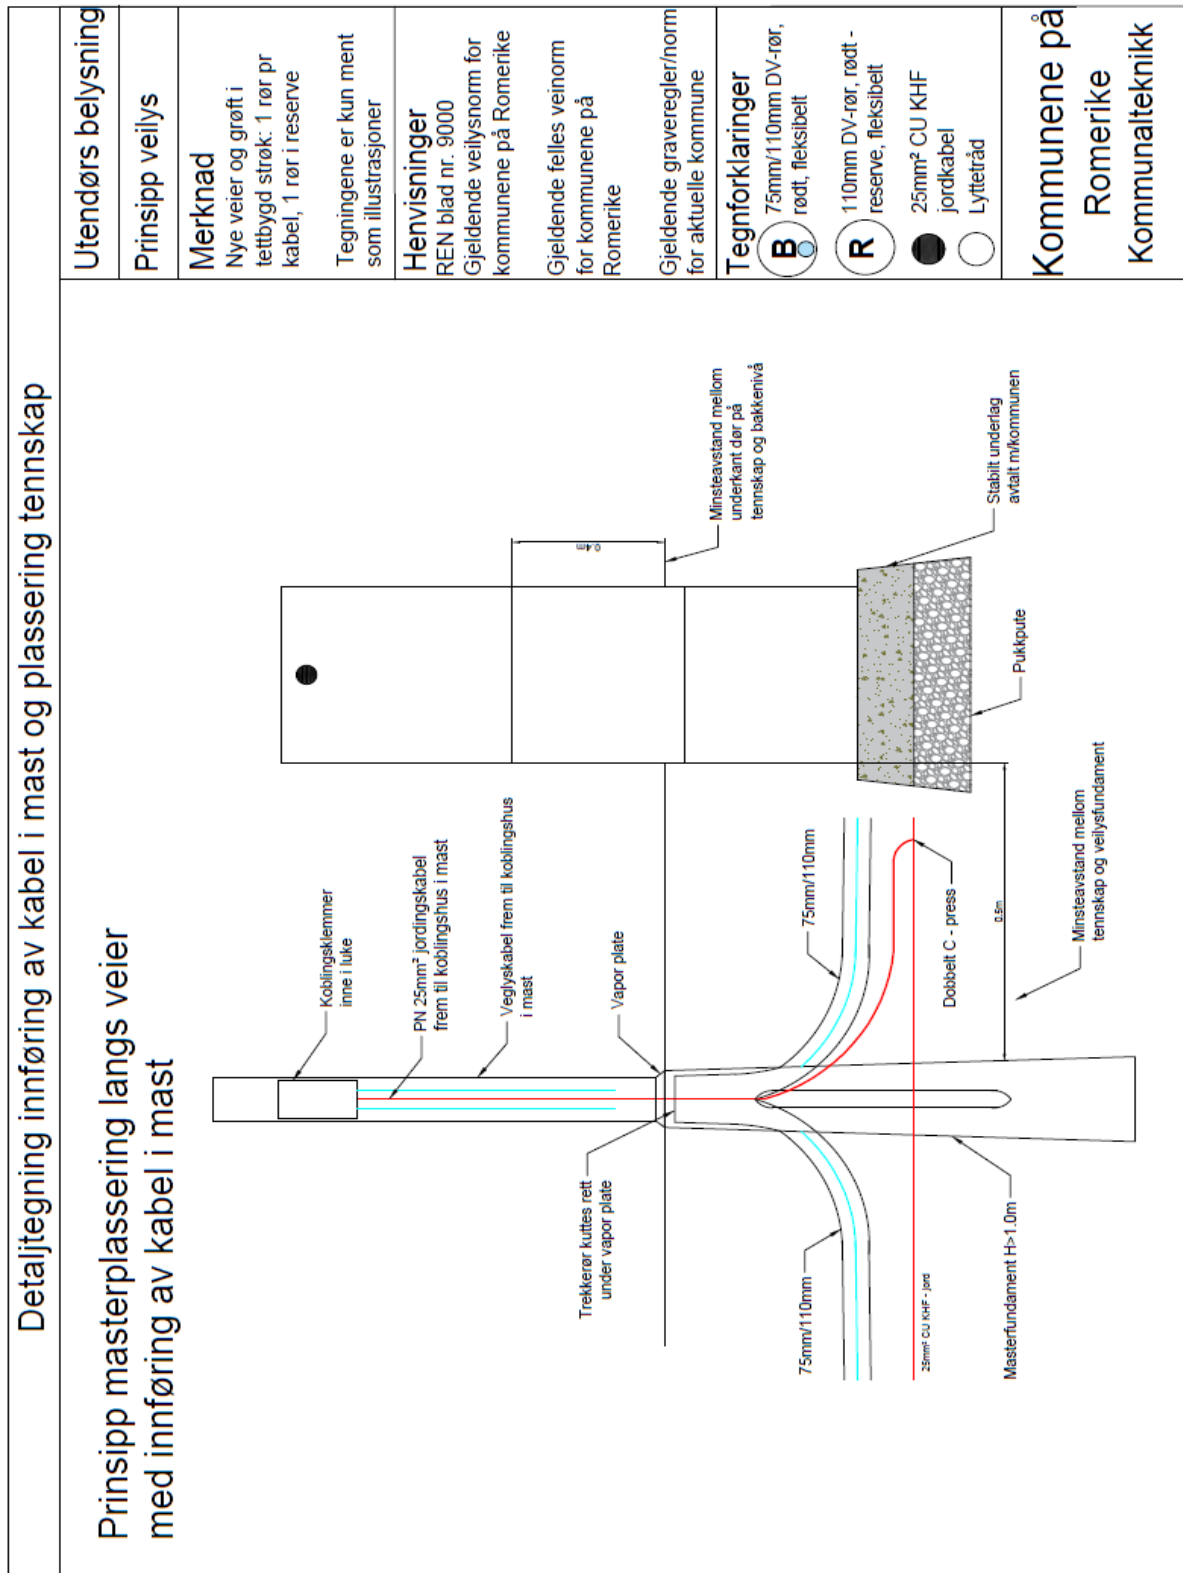 Detaljtegning innføring av kabel i mast og plassering tennskap
Prinsipp masterplassering langs veier
med innføring av kabel i mast
Koblingsklemmer
inne i luke
PN 25mm² jordingskabel
frem til koblingshus i mast
Veglyskabel frem til koblingshus
i mast
Vapor plate
Trekkerør kuttes rett
under vapor plate
75mm/110mm
75mm/110mm
25mm² CU KHF - jord
Masterfundament H>1.0m
Dobbelt C - press
0.5m
Minsteavstand mellom
tennskap og veilysfundament
Pukkpute
Stabilt underlag
avtalt m/kommunen
Minsteavstand mellom
underkant dør på
tennskap og bakkenivå
Utendørs belysning
Prinsipp veilys
Merknad
Nye veier og grøft i
tettbygd strøk: 1 rør pr
kabel, 1 rør i reserve
Tegningene er kun ment
som illustrasjoner
Henvisninger
REN blad nr. 9000
Gjeldende veilysnorm for
kommunene på Romerike
Gjeldende felles veinorm
for kommunene på
Romerike
Gjeldende graveregler/norm
for aktuelle kommune
Tegnforklaringer
B
75mm/110mm DV-rør,
rødt, fleksibelt
R
110mm DV-rør, rødt -
reserve, fleksibelt
25mm² CU KHF
jordkabel
Lyttetråd
Kommunene på
Romerike
Kommunalteknikk